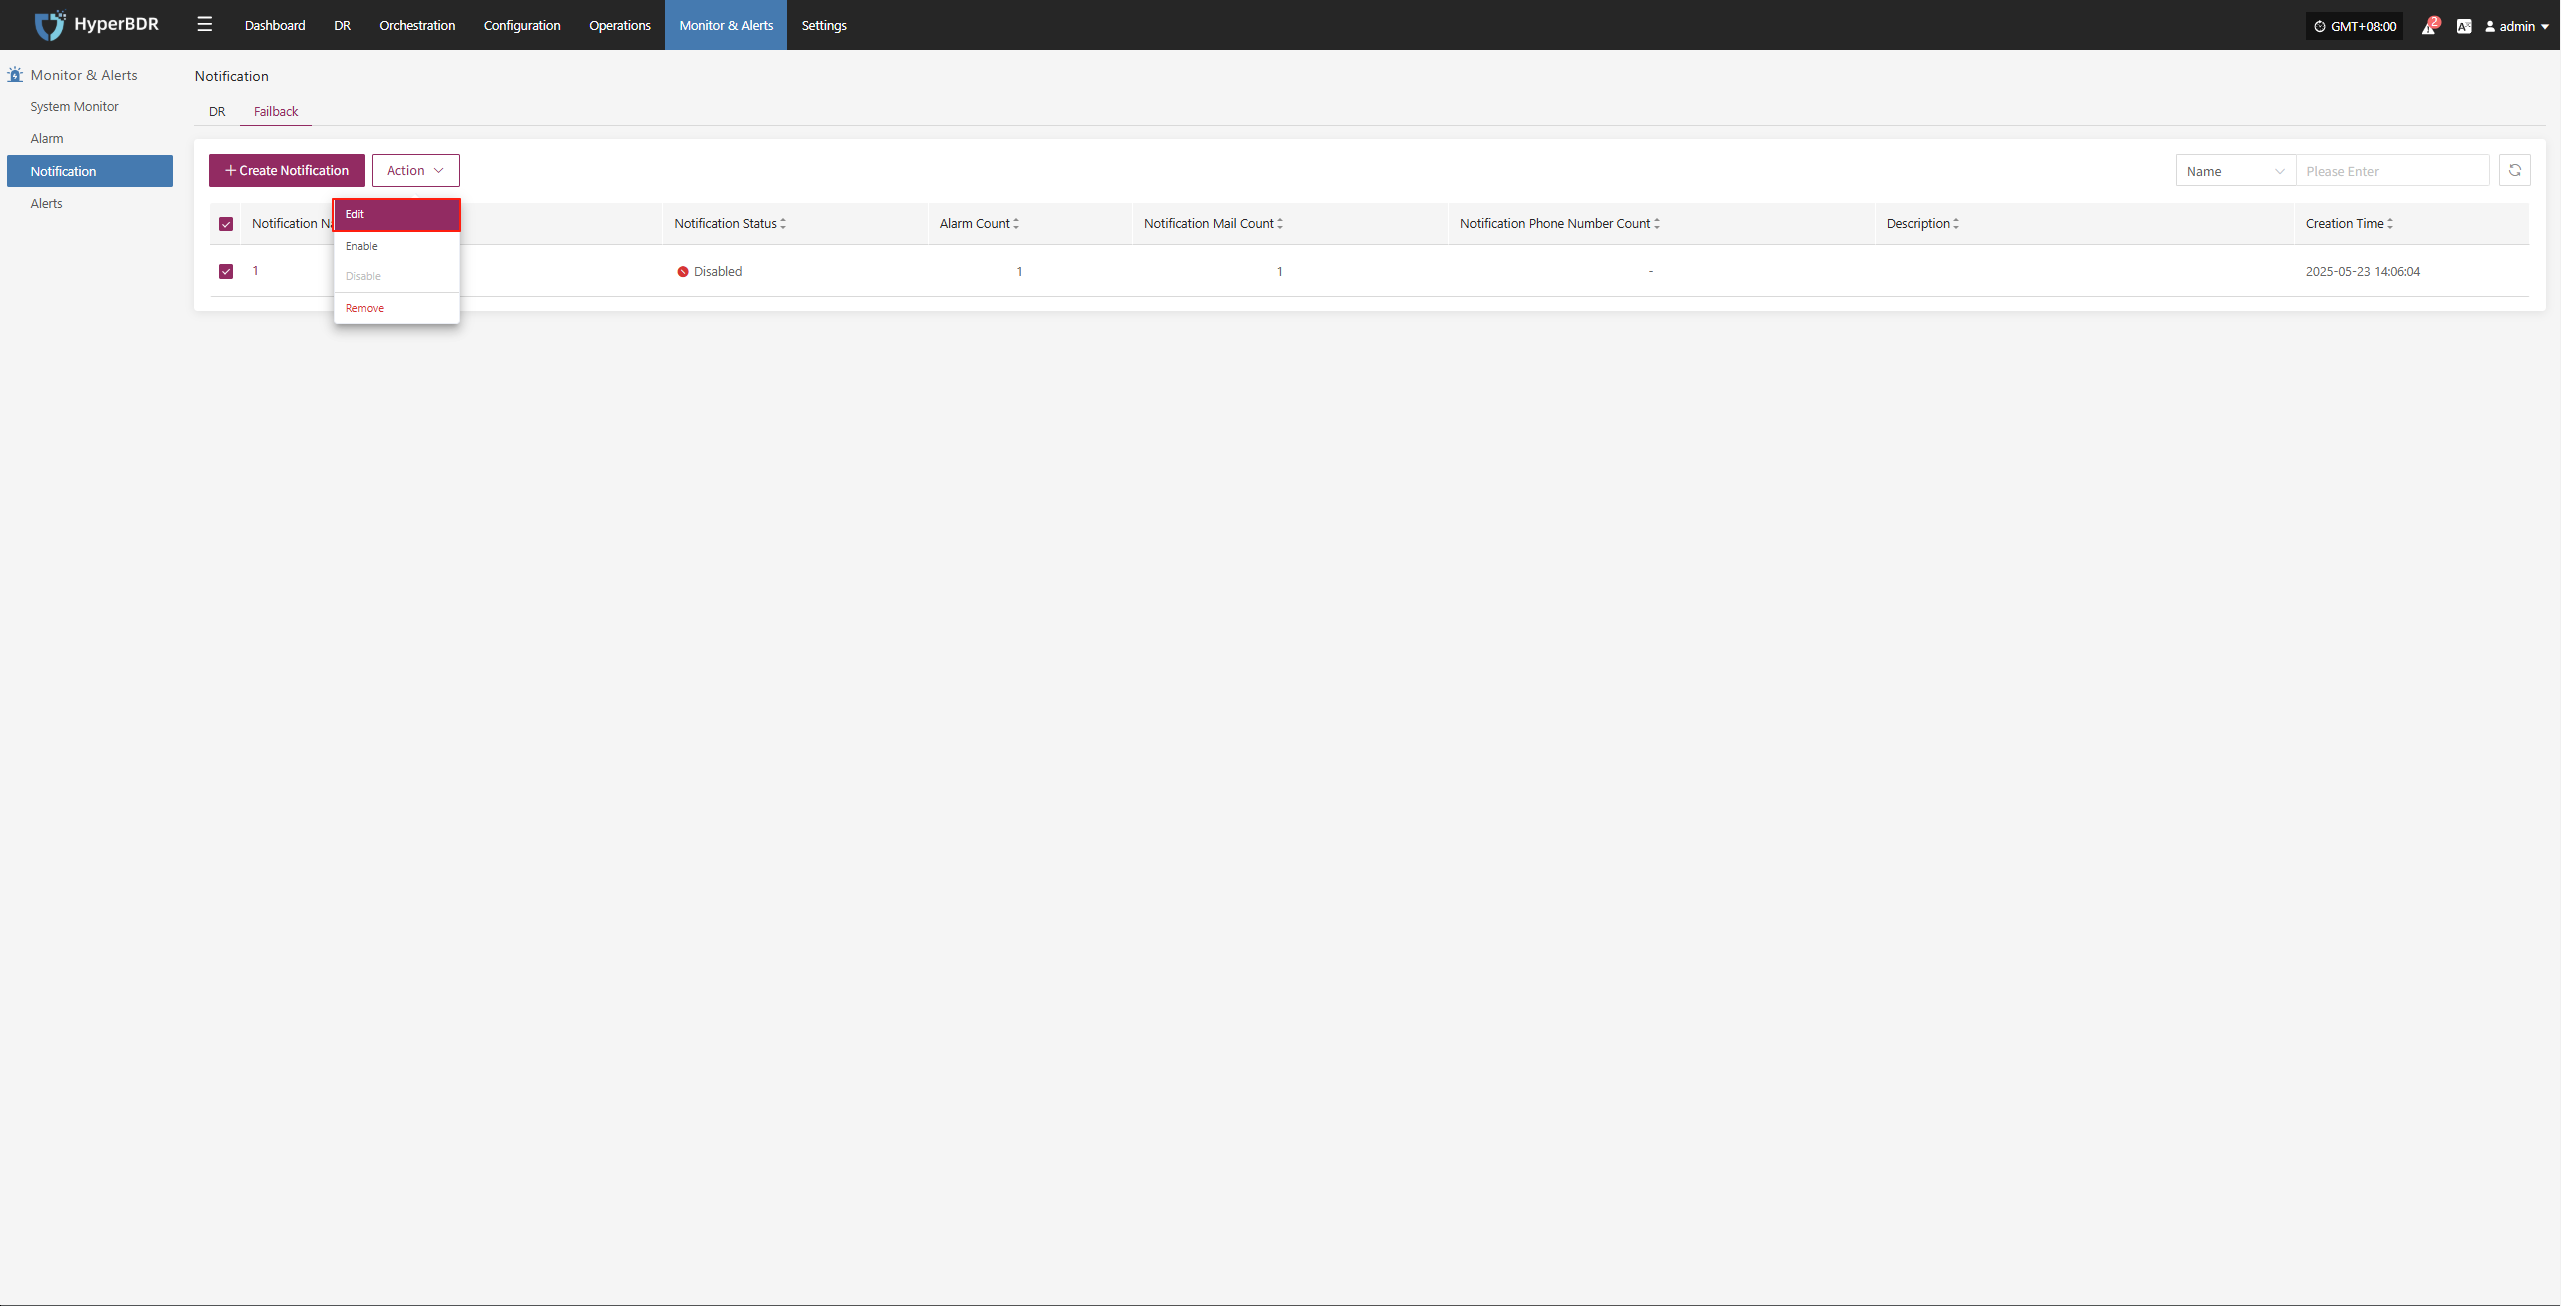 HyperBDR
Dashboard
DR
Orchestration
Configuration
Operations
Monitor & Alerts
Settings
GMT+08:00
2
admin
Monitor & Alerts
System Monitor
Alarm
Notification
Alerts
Notification
DR
Failback
Create Notification
Action
Name
Please Enter
Edit
Enable
Disable
Remove
Notification Na
Notification Status
Alarm Count
Notification Mail Count
Notification Phone Number Count
Description
Creation Time
1
Disabled
1
1
-
2025-05-23 14:06:04